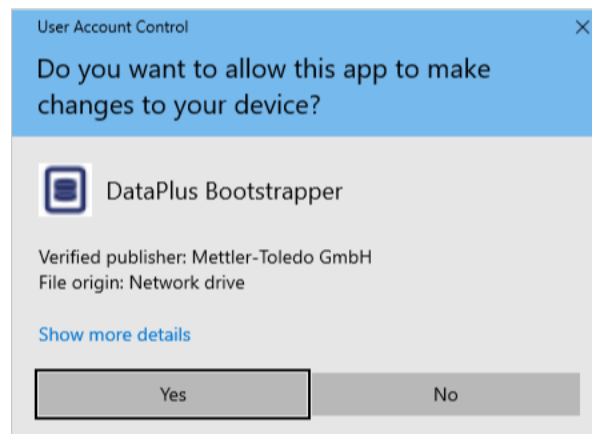 User Account Control
Do you want to allow this app to make
changes to your device?
DataPlus Bootstrapper
Verified publisher: Mettler-Toledo GmbH
File origin: Network drive
Show more details
Yes
No